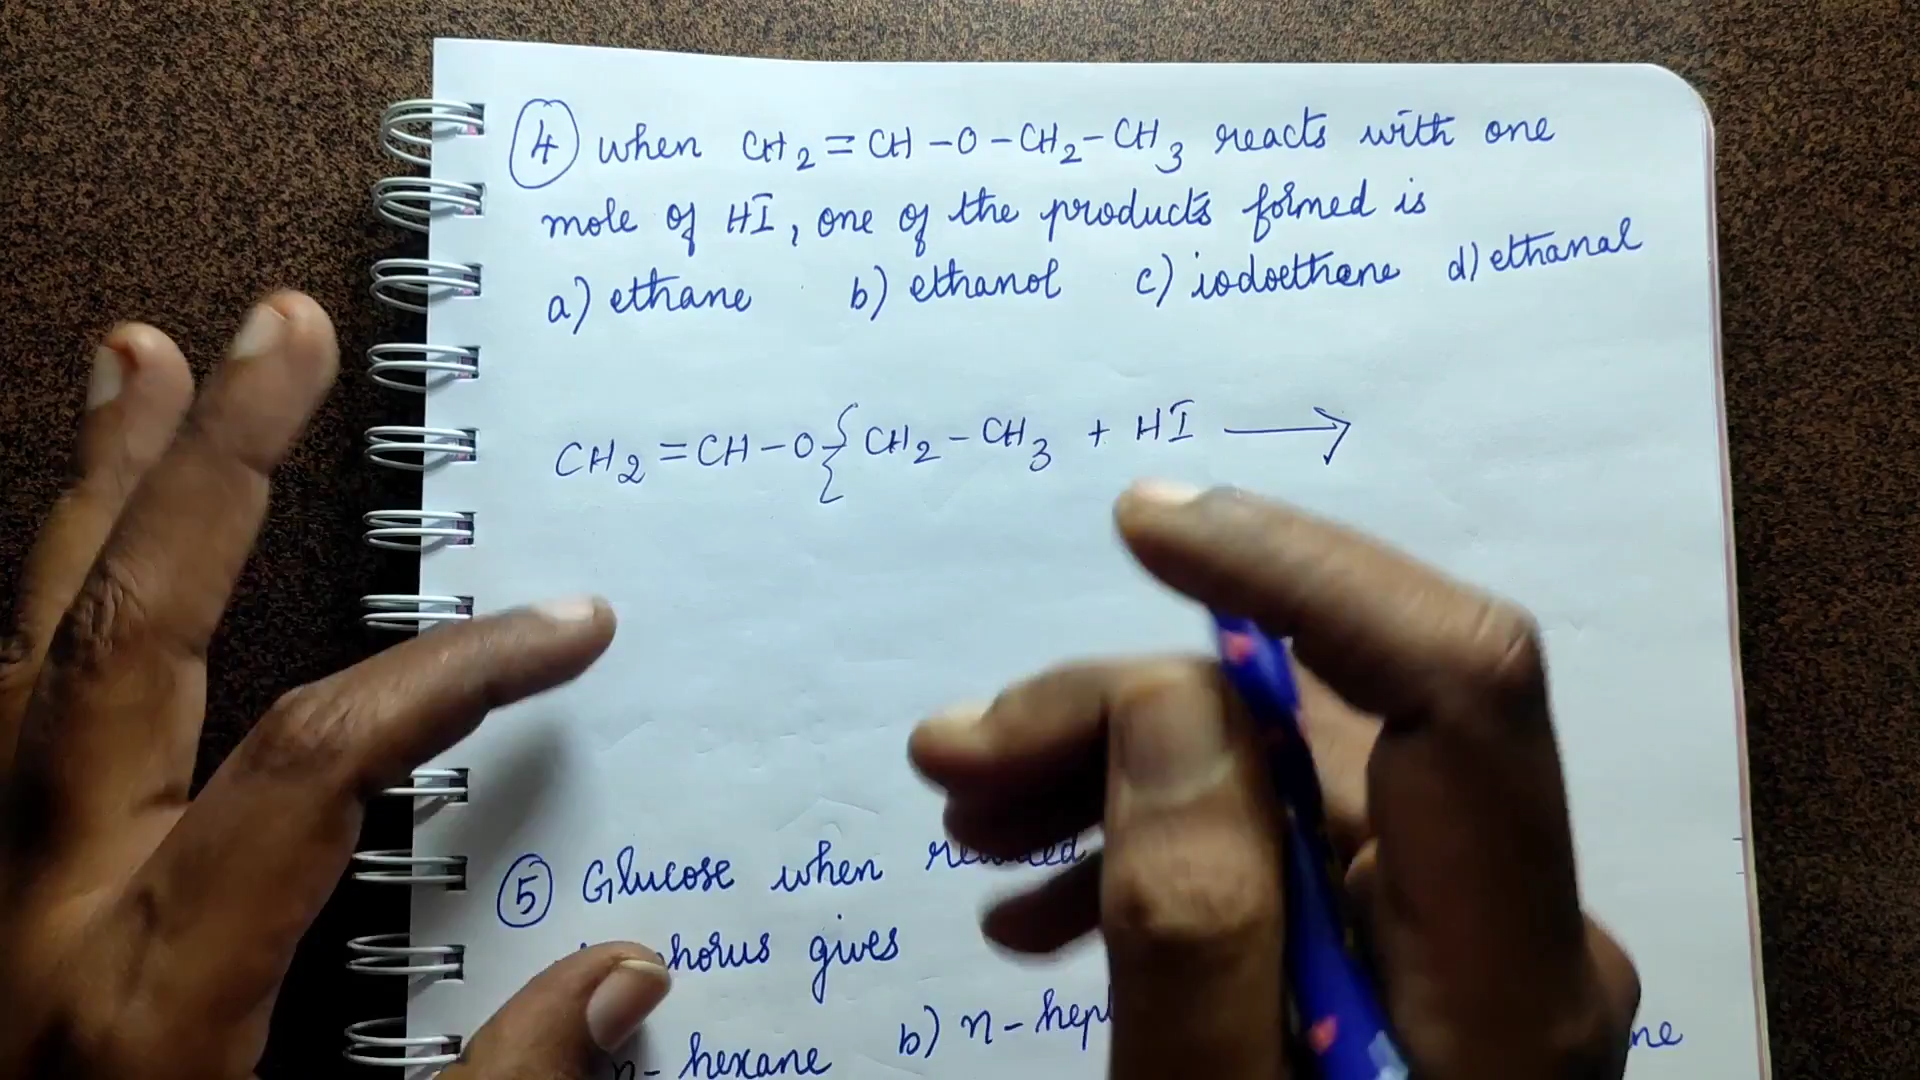 ④ when CH₂ = CH - O - CH₂ - CH₃ reacts with one
mole of HI, one of the products formed is
a) ethane b) ethanol c) iodoethane d) ethanal
CH₂ = CH - O { CH₂ - CH₃ + HI ⟶
⑤ Glucose when
gives
hexane b) n-